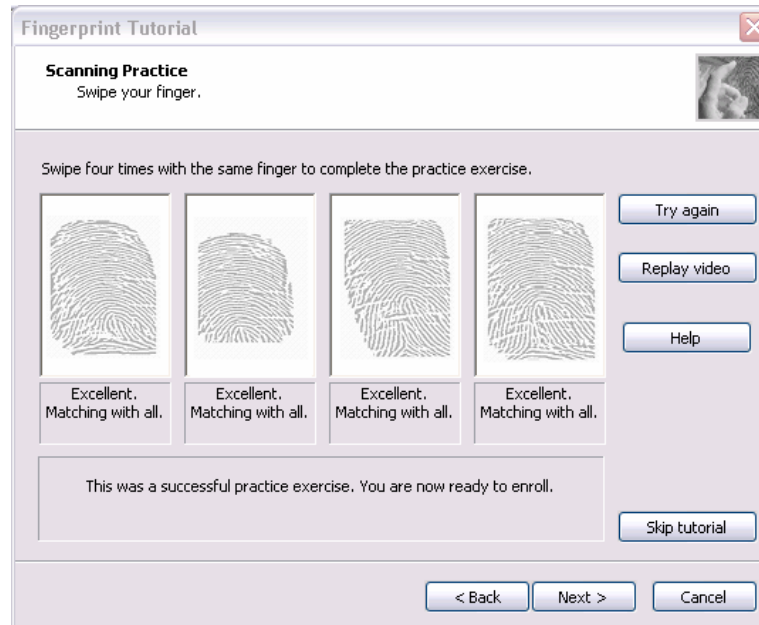 Fingerprint Tutorial
Scanning Practice
Swipe your finger.
Swipe four times with the same finger to complete the practice exercise.
Excellent.
Matching with all.
Excellent.
Matching with all.
Excellent.
Matching with all.
Excellent.
Matching with all.
This was a successful practice exercise. You are now ready to enroll.
Try again
Replay video
Help
Skip tutorial
< Back
Next >
Cancel